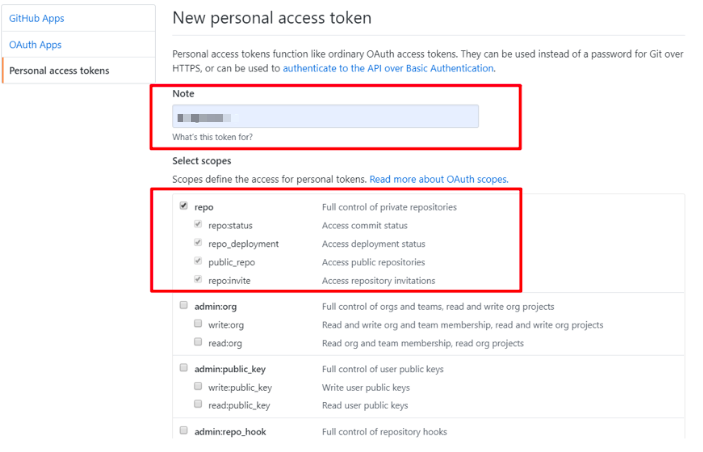 GitHub Apps
OAuth Apps
Personal access tokens
New personal access token
Personal access tokens function like ordinary OAuth access tokens. They can be used instead of a password for Git over
HTTPS, or can be used to authenticate to the API over Basic Authentication.
Note
What's this token for?
Select scopes
Scopes define the access for personal tokens. Read more about OAuth scopes.
repo Full control of private repositories
repo:status Access commit status
repo_deployment Access deployment status
public_repo Access public repositories
repo:invite Access repository invitations
admin:org Full control of orgs and teams, read and write org projects
write:org Read and write org and team membership, read and write org projects
read:org Read org and team membership, read org projects
admin:public_key Full control of user public keys
write:public_key Write user public keys
read:public_key Read user public keys
admin:repo_hook Full control of repository hooks